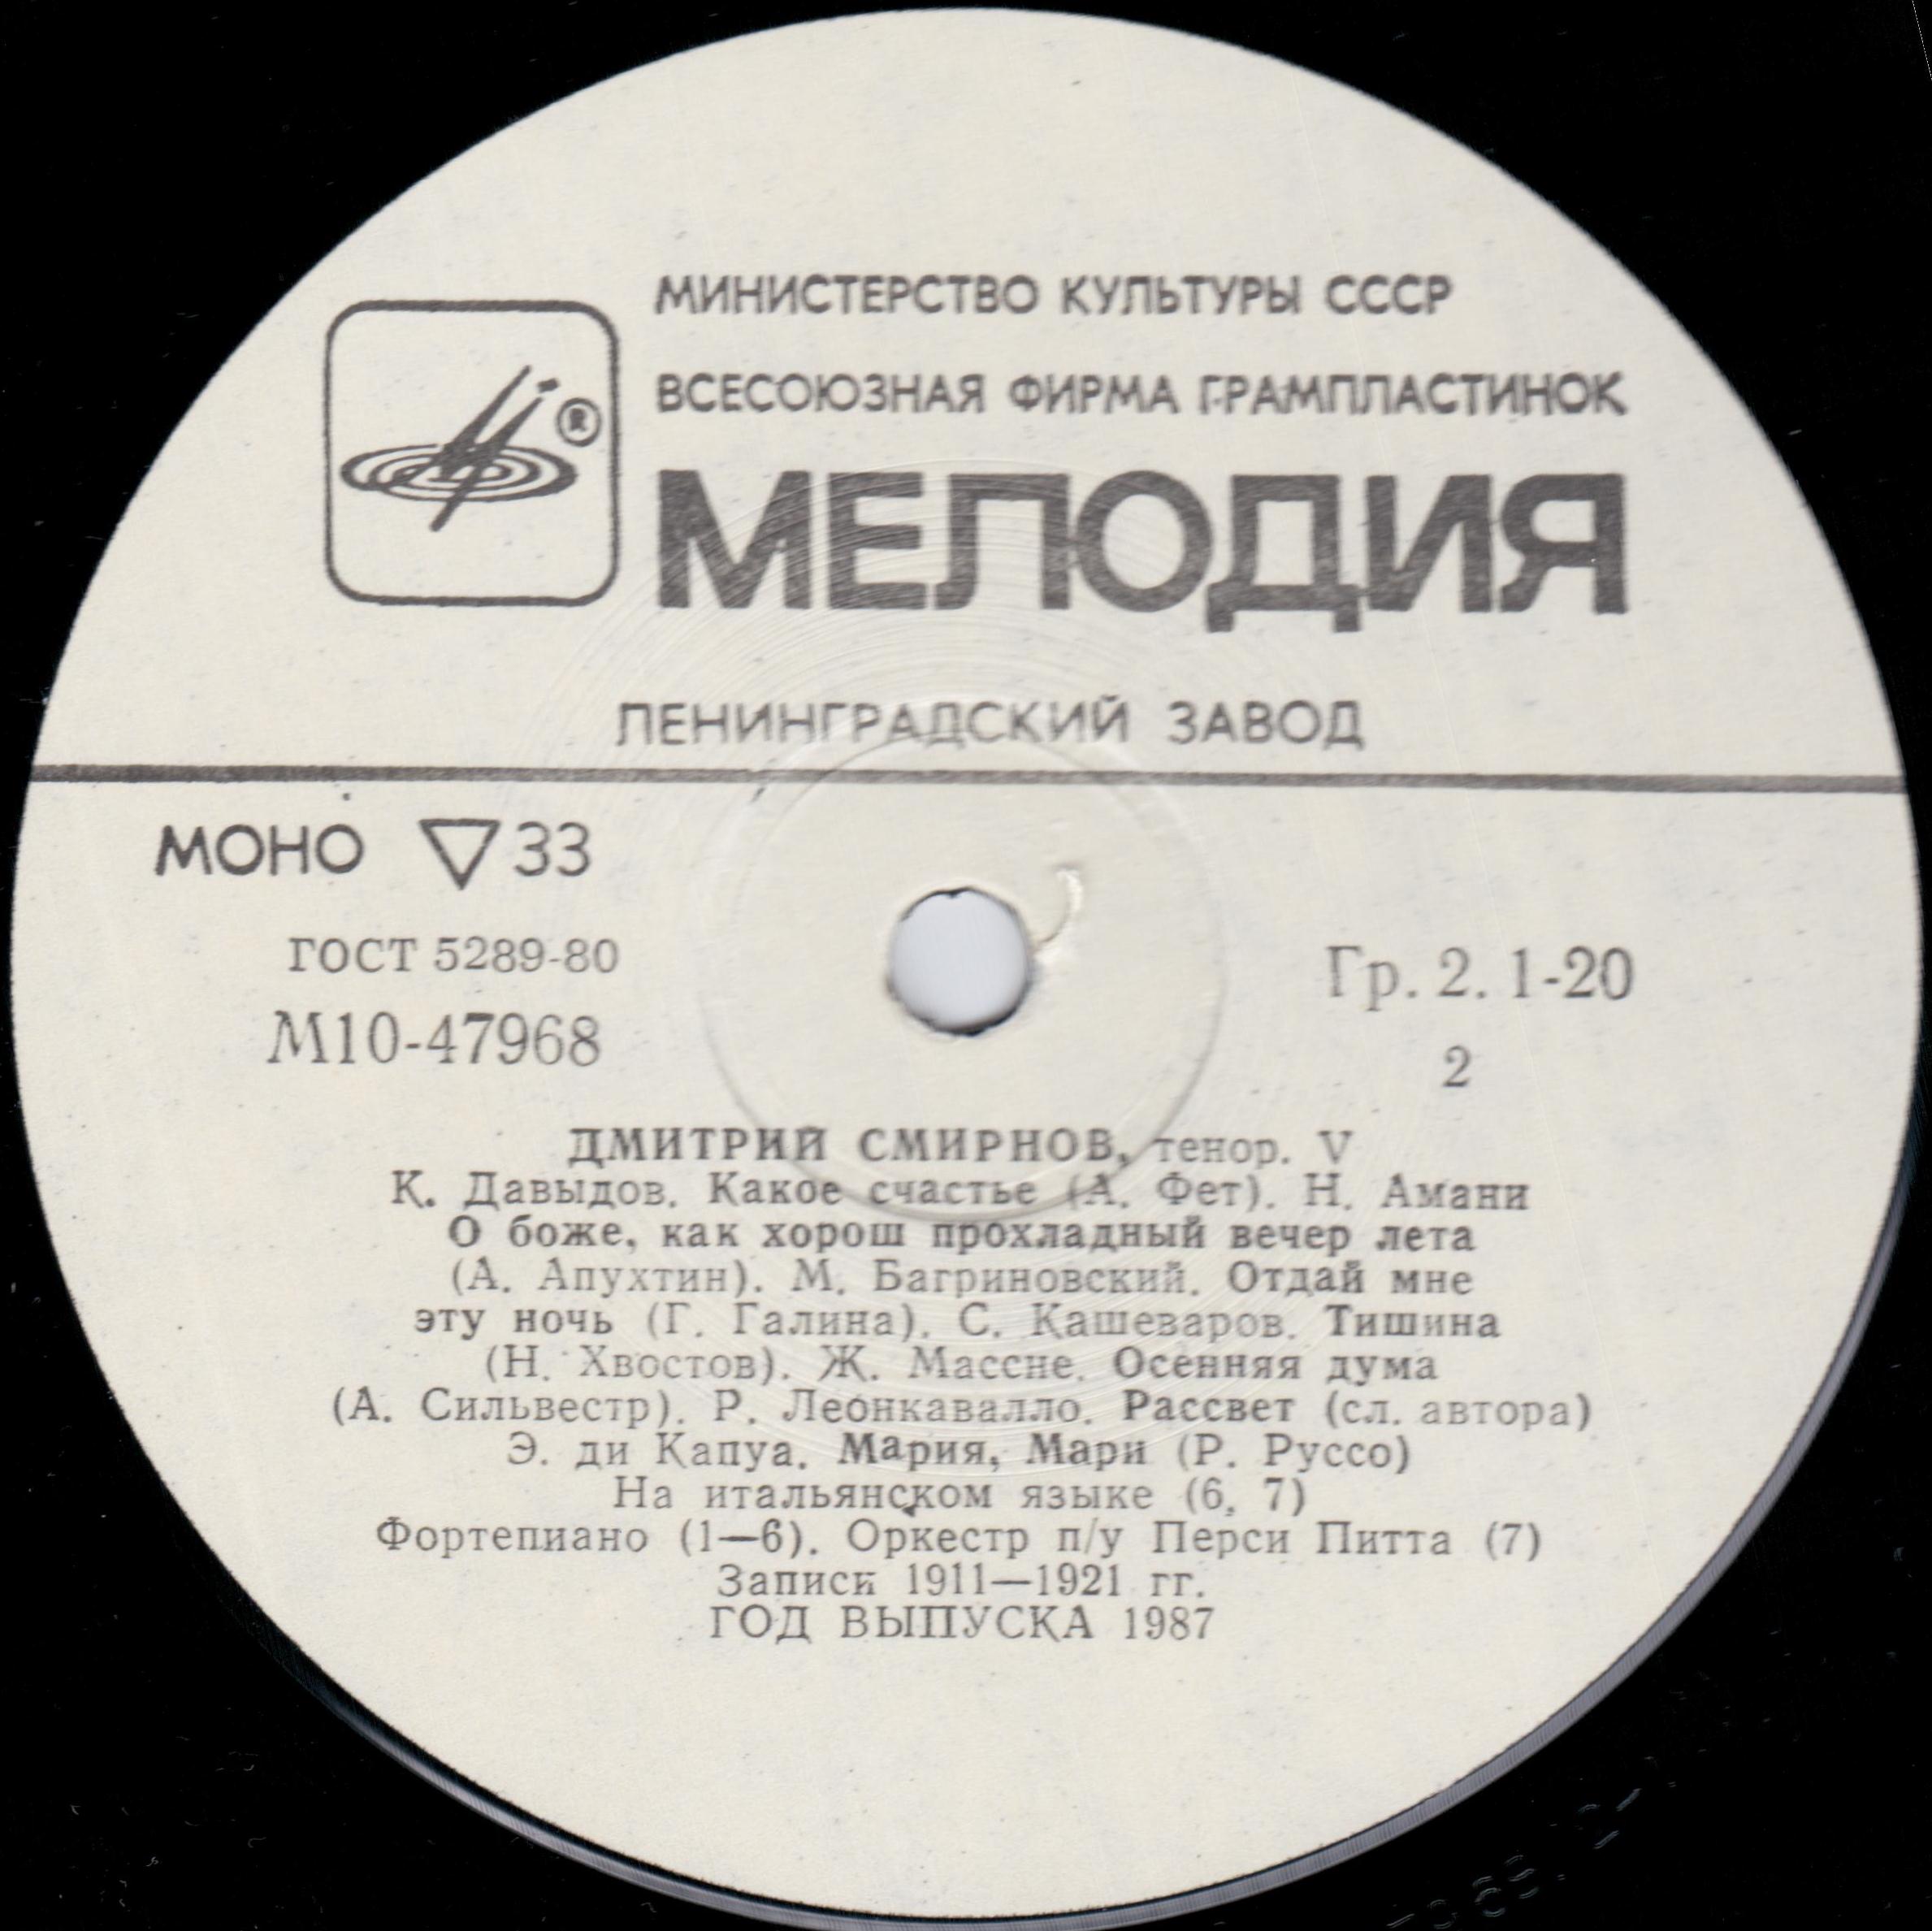 МИНИСТЕРСТВО КУЛЬТУРЫ СССР
ВСЕСОЮЗНАЯ ФИРМА ГРАМПЛАСТИНОК
®
МЕЛОДИЯ
ЛЕНИНГРАДСКИЙ ЗАВОД
МОНО ▽ 33
ГОСТ 5289-80
М10-47968
Гр. 2. 1-20
2
ДМИТРИЙ СМИРНОВ, тенор. V
К. Давыдов. Какое счастье (А. Фет). Н. Амани
О боже, как хорош прохладный вечер лета
(А. Апухтин). М. Багриновский. Отдай мне
эту ночь (Г. Галина). С. Кашеваров. Тишина
(Н. Хвостов). Ж. Массне. Осенняя дума
(А. Сильвестр). Р. Леонкавалло. Рассвет (сл. автора)
Э. ди Капуа. Мария, Мари (Р. Руссо)
На итальянском языке (6, 7)
Фортепиано (1—6). Оркестр п/у Перси Питта (7)
Записи 1911—1921 гг.
ГОД ВЫПУСКА 1987